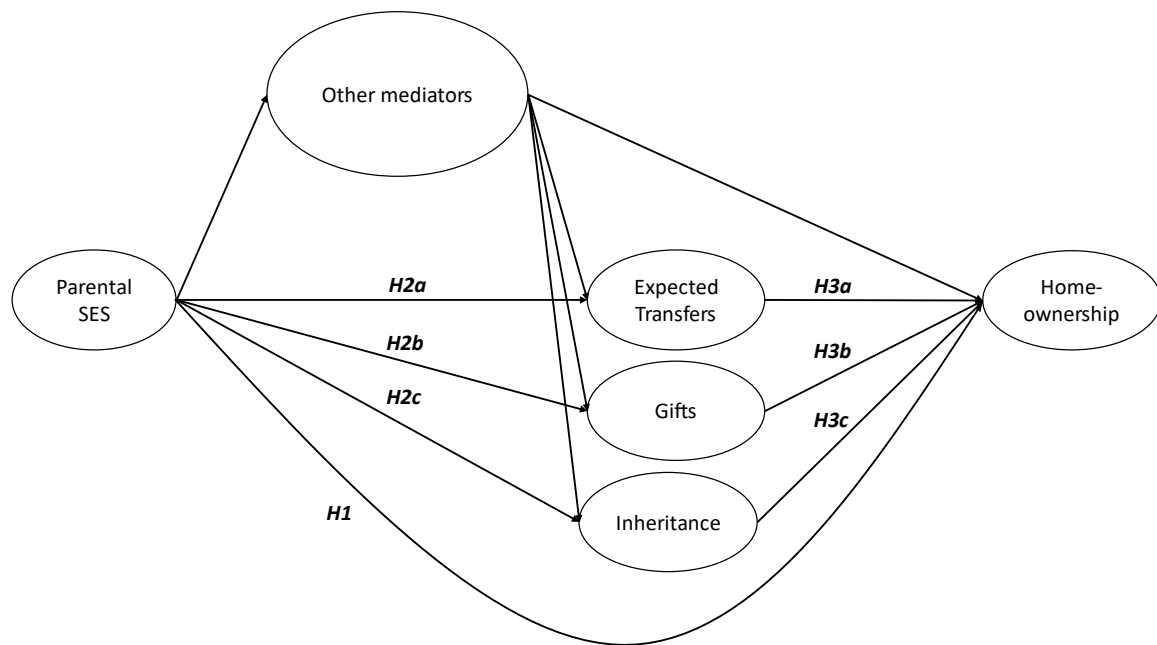 Other mediators
Parental
SES
H2a
Expected
Transfers
H3a
Home-
ownership
H2b
H3b
Gifts
H2c
H3c
Inheritance
H1